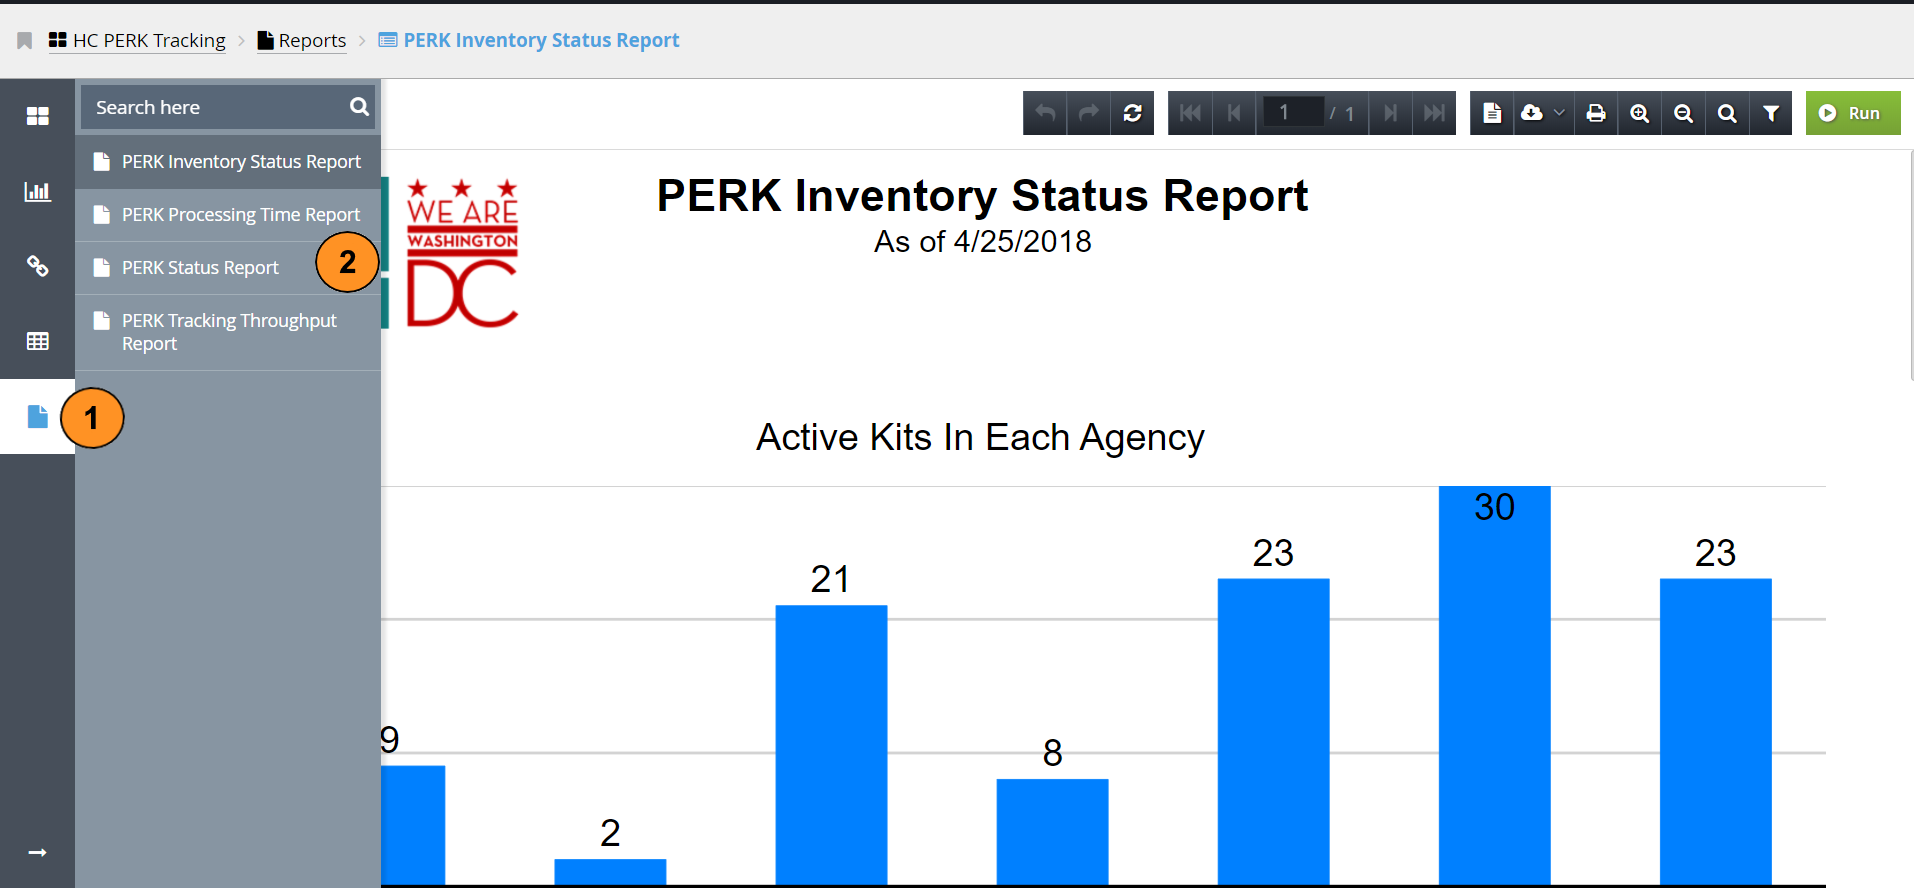 HC PERK Tracking > Reports > PERK Inventory Status Report
Search here
1 / 1
Run
PERK Inventory Status Report
PERK Processing Time Report
PERK Status Report
2
PERK Tracking Throughput
Report
1
WE ARE
WASHINGTON
DC
PERK Inventory Status Report
As of 4/25/2018
Active Kits In Each Agency
9
2
21
8
23
30
23